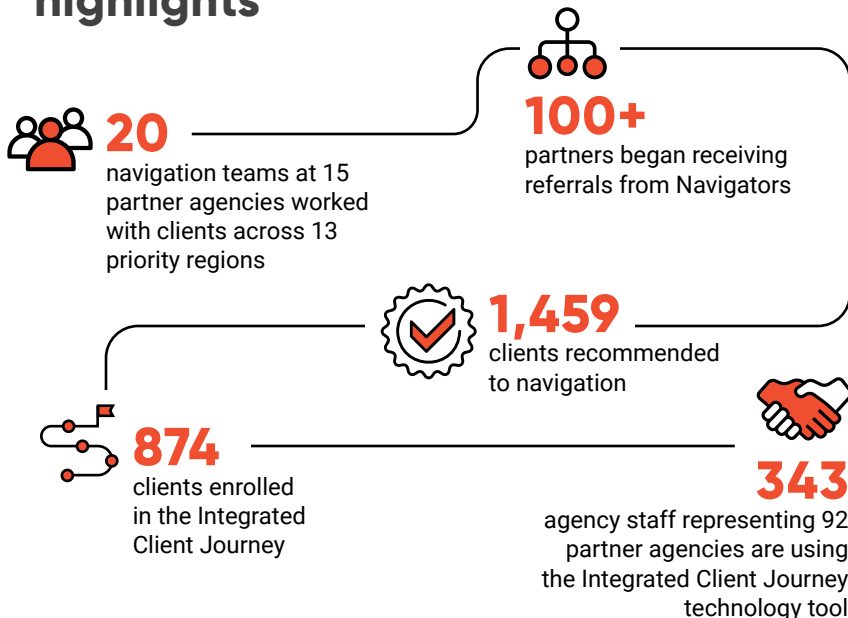 highlights
20
navigation teams at 15
partner agencies worked
with clients across 13
priority regions
100+
partners began receiving
referrals from Navigators
1,459
clients recommended
to navigation
874
clients enrolled
in the Integrated
Client Journey
343
agency staff representing 92
partner agencies are using
the Integrated Client Journey
technology tool